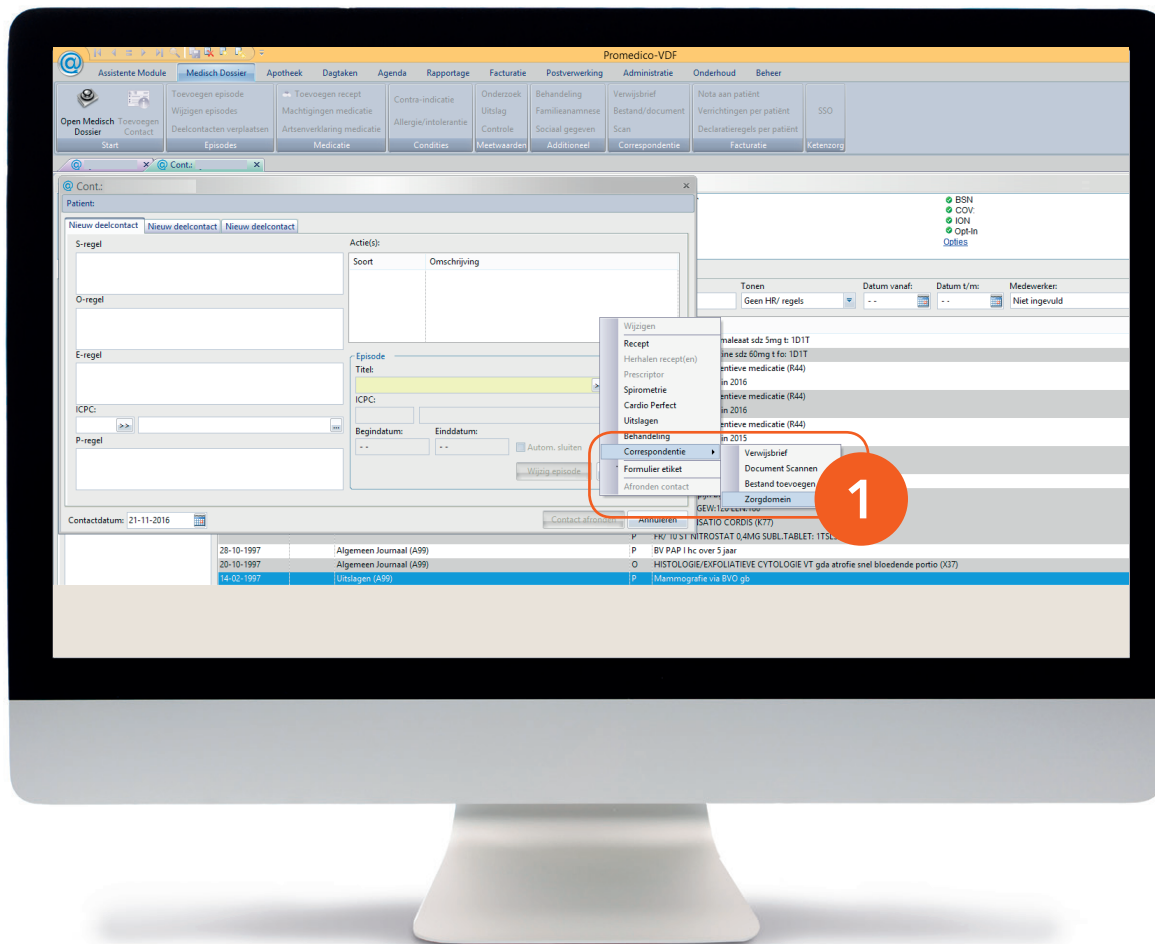 Promedico-VDF
Assistente Module Medisch Dossier Apotheek Dagtaken Agenda Rapportage Facturatie Postverwerking Administratie Onderhoud Beheer
Open Medisch Dossier
Toevoegen Contact
Start
Toevoegen episode
Wijzigen episodes
Deelcontacten verplaatsen
Episodes
Toevoegen recept
Machtigingen medicatie
Artsenverklaring medicatie
Medicatie
Contra-indicatie
Allergie/intolerantie
Condities
Onderzoek
Uitslag
Controle
Meetwaarden
Behandeling
Familieanamnese
Sociaal gegeven
Additioneel
Verwijsbrief
Bestand/document
Scan
Correspondentie
Nota aan patiënt
Verrichtingen per patiënt
Declaratieregels per patiënt
Facturatie
SSO
Ketenzorg
Cont.:
Cont.:
Patient:
Nieuw deelcontact Nieuw deelcontact Nieuw deelcontact
S-regel
O-regel
E-regel
ICPC:
>>
...
P-regel
Contactdatum: 21-11-2016
Actie(s):
Soort Omschrijving
Episode
Titel:
ICPC:
Begindatum: Einddatum:
- - - -
Autom. sluiten
Wijzig episode
Contact afronden Annuleren
Wijzigen
Recept
Herhalen recept(en)
Prescriptor
Spirometrie
Cardio Perfect
Uitslagen
Behandeling
Correspondentie
Formulier etiket
Afronden contact
Verwijsbrief
Document Scannen
Bestand toevoegen
Zorgdomein
1
BSN
COV:
ION
Opt-In
Opties
Tonen Datum vanaf: Datum t/m: Medewerker:
Geen HR/ regels - - - - Niet ingevuld
maleaat sdz 5mg t: 1D1T
ine sdz 60mg t fo: 1D1T
entieve medicatie (R44)
in 2016
entieve medicatie (R44)
in 2016
entieve medicatie (R44)
in 2015
ISATIO CORDIS (K77)
P FR/ 10 ST NITROSTAT 0,4MG SUBL.TABLET: 1TSL
28-10-1997 Algemeen Journaal (A99) P BV PAP I hc over 5 jaar
20-10-1997 Algemeen Journaal (A99) O HISTOLOGIE/EXFOLIATIEVE CYTOLOGIE VT gda atrofie snel bloedende portio (X37)
14-02-1997 Uitslagen (A99) P Mammografie via BVO gb